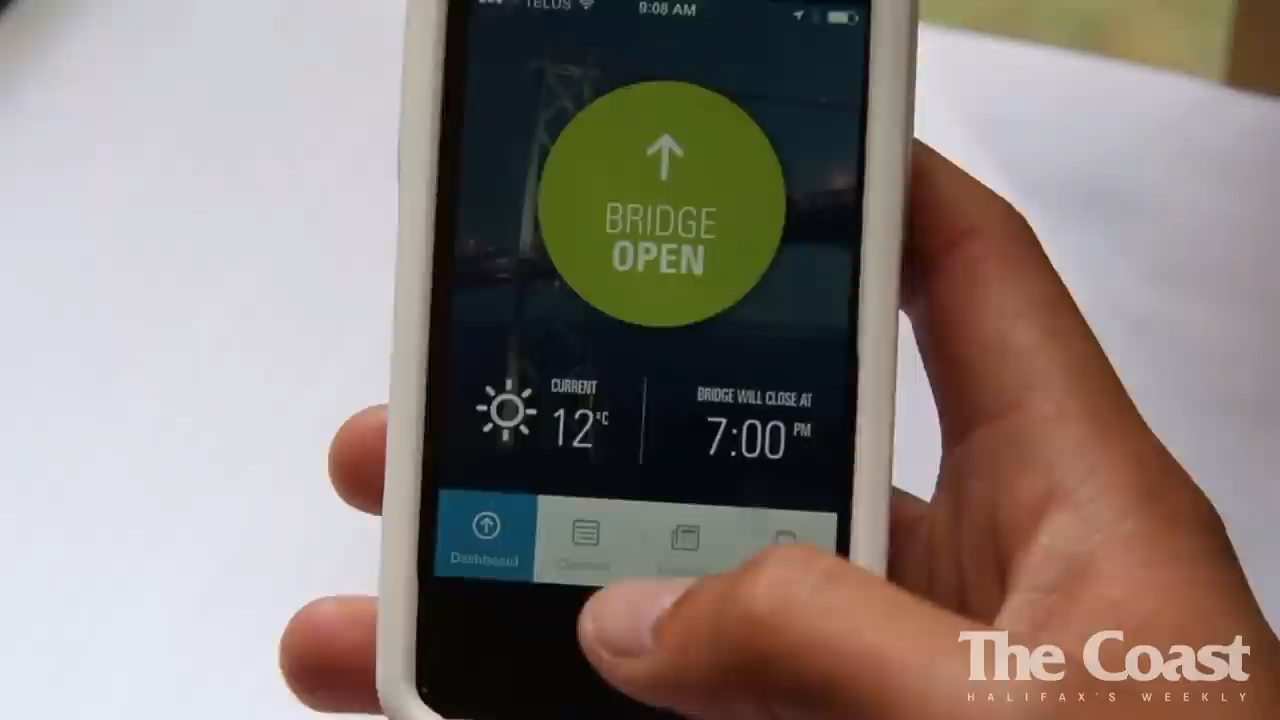 TELUS
9:08 AM
BRIDGE
OPEN
CURRENT
12°C
BRIDGE WILL CLOSE AT
7:00 PM
Dashboard
The Coast
HALIFAX'S WEEKLY